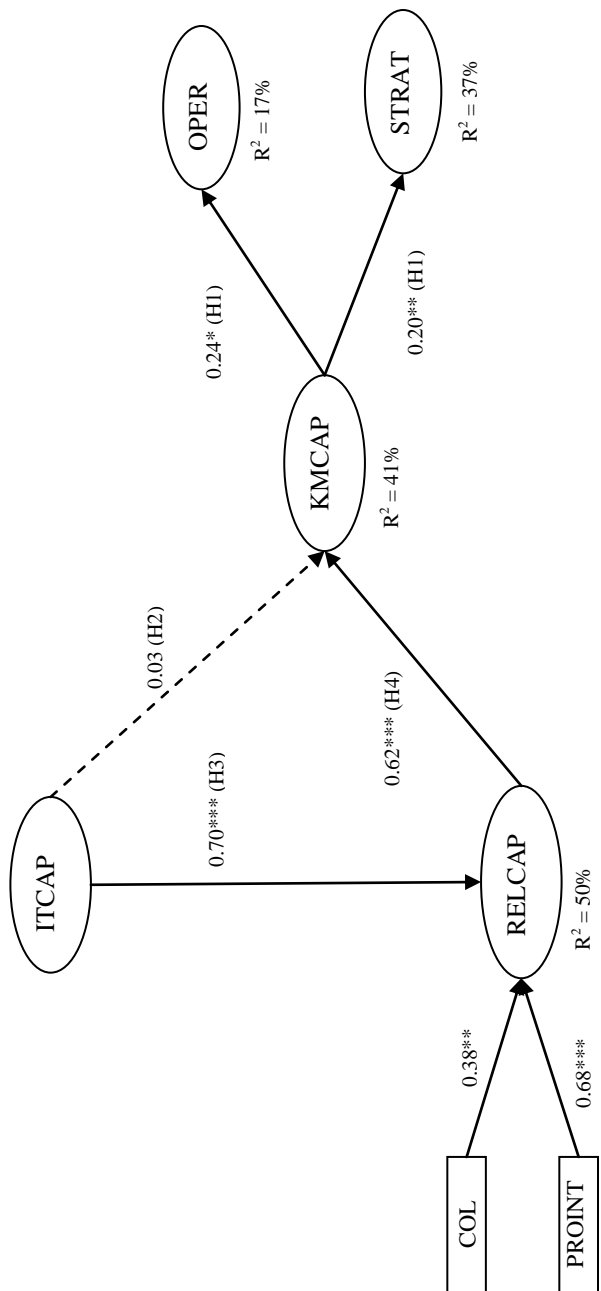 ITCAP
0.03 (H2)
0.70*** (H3)
COL
0.38**
PROINT
0.68***
RELCAP
R² = 50%
0.62*** (H4)
KMCAP
R² = 41%
0.24* (H1)
OPER
R² = 17%
0.20** (H1)
STRAT
R² = 37%